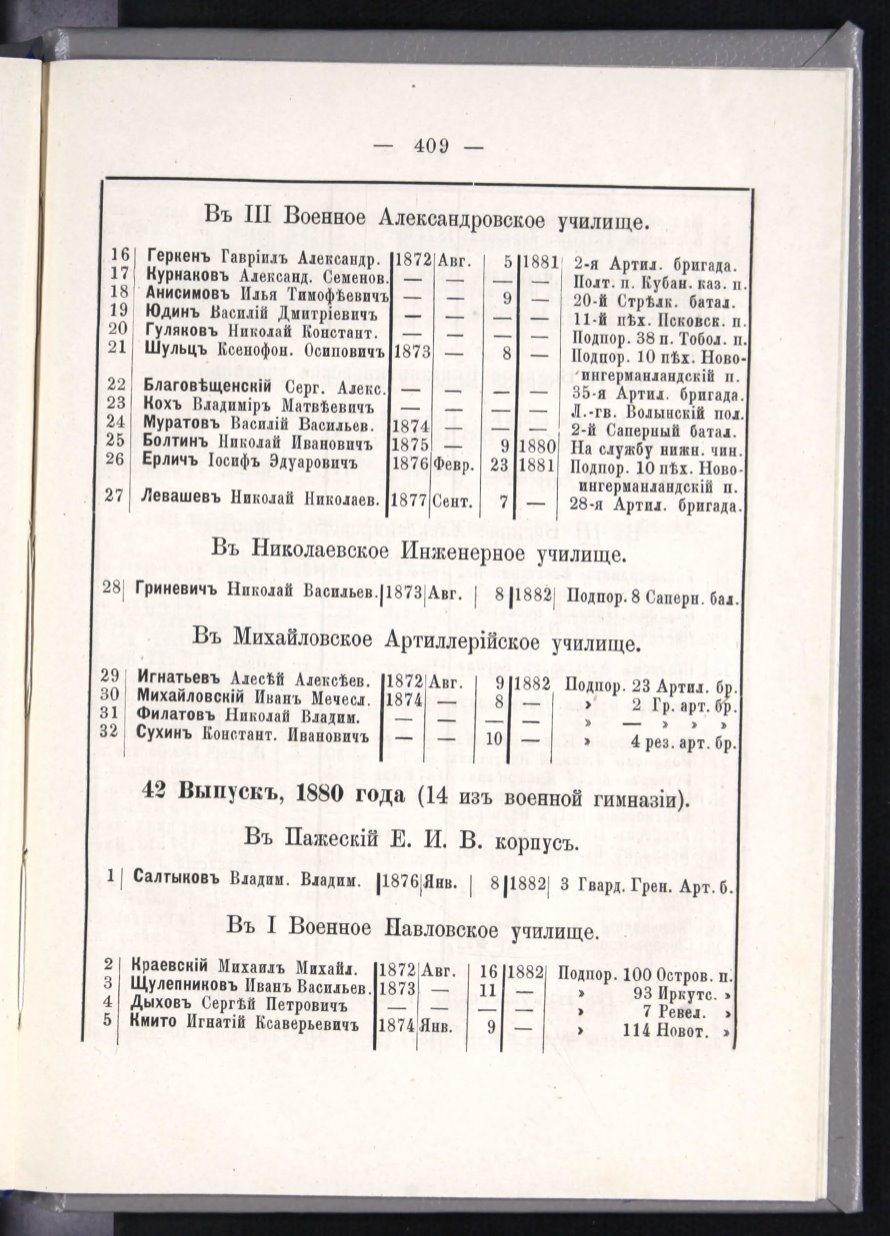 — 409 —
Въ III Военное Александровское училище.
16 Геркенъ Гавріилъ Александр. 1872 Авг. 5 1881 2-я Артил. бригада.
17 Курнаковъ Александ. Семенов. — — — — Полт. п. Кубан. каз. п.
18 Анисимовъ Илья Тимофѣевичъ — — 9 — 20-й Стрѣлк. батал.
19 Юдинъ Василій Дмитріевичъ — — — — 11-й пѣх. Псковск. п.
20 Гуляковъ Николай Констант. — — — — Подпор. 38 п. Тобол. п.
21 Шульцъ Ксенофон. Осиповичъ 1873 — 8 — Подпор. 10 пѣх. Ново-
ингерманландскій п.
22 Благовѣщенскій Серг. Алекс. — — — — 35-я Артил. бригада.
23 Кохъ Владиміръ Матвѣевичъ — — — — Л.-гв. Волынскій пол.
24 Муратовъ Василій Васильев. 1874 — — — 2-й Саперный батал.
25 Болтинъ Николай Ивановичъ 1875 — 9 1880 На службу нижн. чин.
26 Ерличъ Іосифъ Эдуаровичъ 1876 Февр. 23 1881 Подпор. 10 пѣх. Ново-
ингерманландскій п.
27 Левашевъ Николай Николаев. 1877 Сент. 7 — 28-я Артил. бригада.
Въ Николаевское Инженерное училище.
28 Гриневичъ Николай Васильев. 1873 Авг. 8 1882 Подпор. 8 Саперн. бал.
Въ Михайловское Артиллерійское училище.
29 Игнатьевъ Алесѣй Алексѣев. 1872 Авг. 9 1882 Подпор. 23 Артил. бр.
30 Михайловскій Иванъ Мечесл. 1874 — 8 — » 2 Гр. арт. бр.
31 Филатовъ Николай Владим. — — — — » — » » »
32 Сухинъ Констант. Ивановичъ — — 10 — » 4 рез. арт. бр.
42 Выпускъ, 1880 года (14 изъ военной гимназіи).
Въ Пажескій Е. И. В. корпусъ.
1 Салтыковъ Владим. Владим. 1876 Янв. 8 1882 3 Гвард. Грен. Арт. б.
Въ I Военное Павловское училище.
2 Краевскій Михаилъ Михайл. 1872 Авг. 16 1882 Подпор. 100 Остров. п.
3 Щулепниковъ Иванъ Васильев. 1873 — 11 — » 93 Иркутс. »
4 Дыховъ Сергѣй Петровичъ — — — — » 7 Ревел. »
5 Кмито Игнатій Ксаверьевичъ 1874 Янв. 9 — » 114 Новот. »